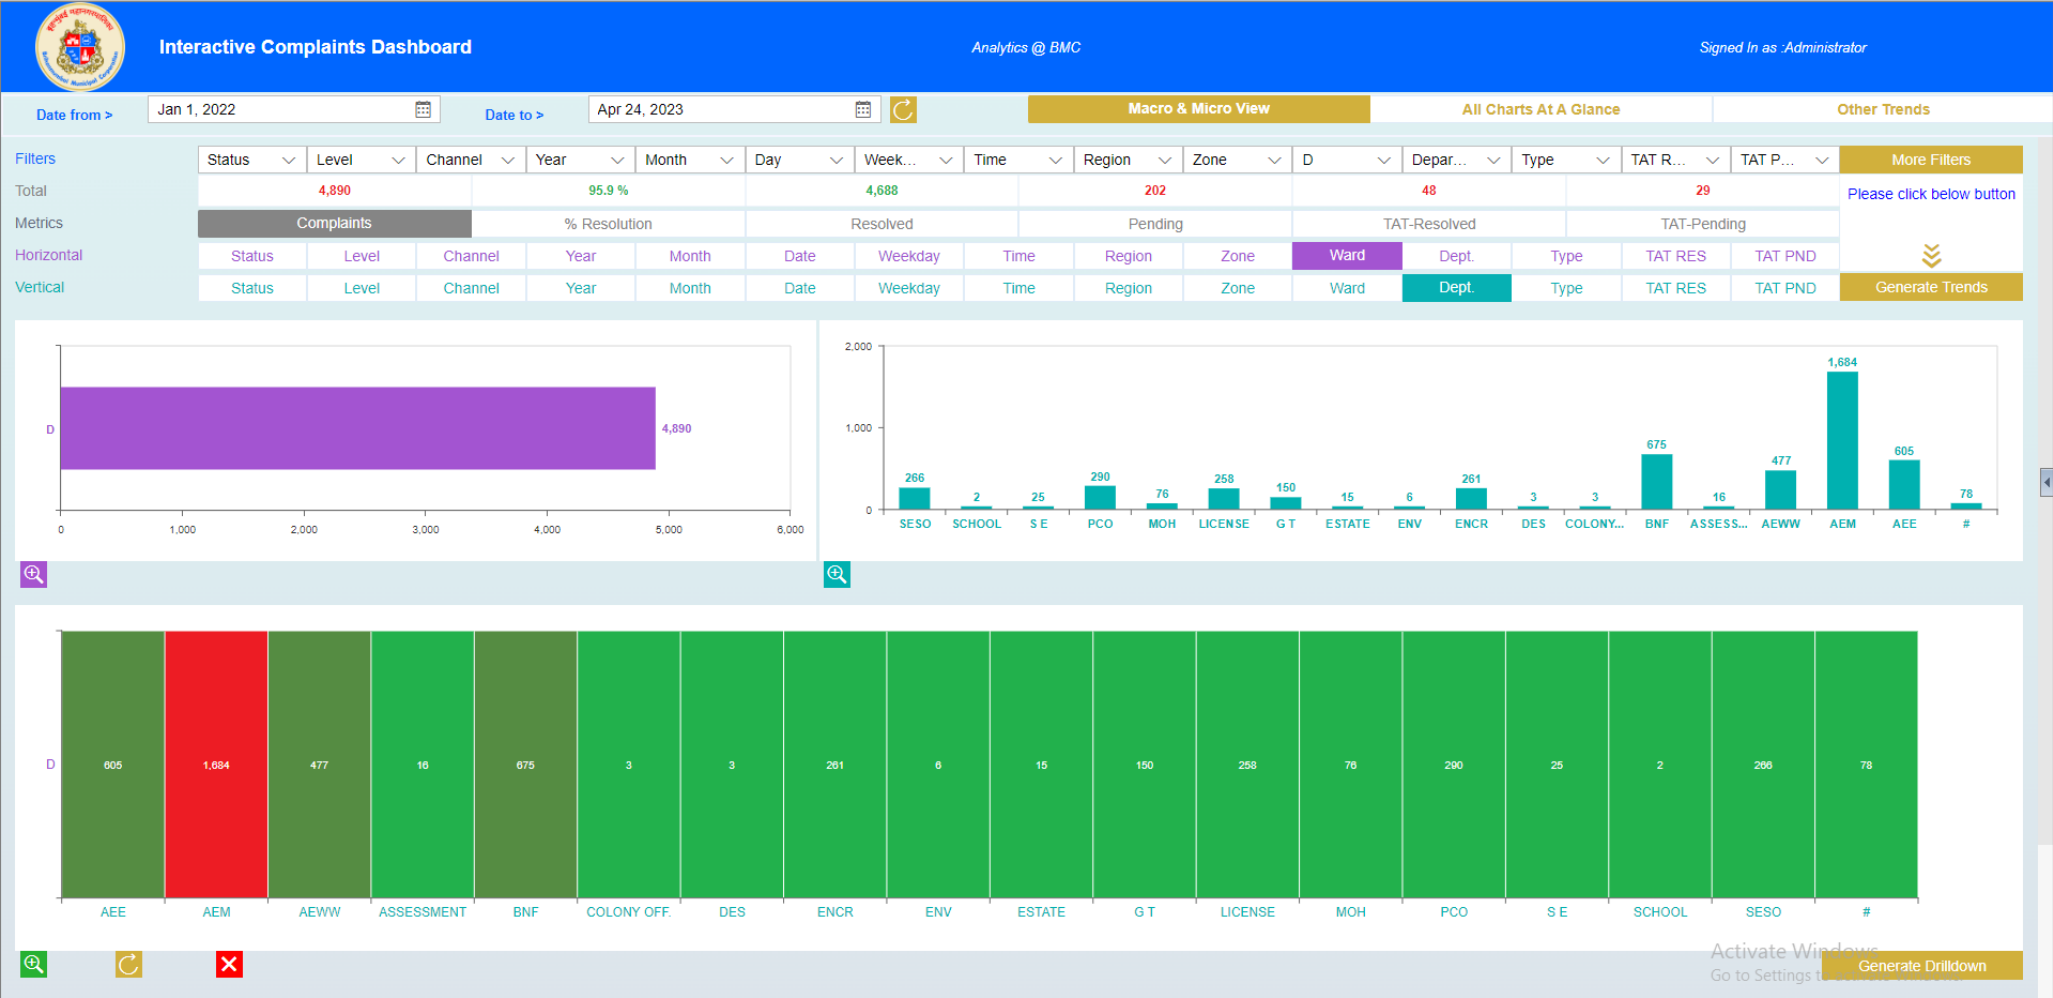 Interactive Complaints Dashboard
Analytics @ BMC
Signed In as :Administrator
Date from >
Jan 1, 2022
Date to >
Apr 24, 2023
Macro & Micro View
All Charts At A Glance
Other Trends
Filters
Status Level Channel Year Month Day Week... Time Region Zone D Depar... Type TAT R... TAT P...
More Filters
Total
4,890 95.9 % 4,688 202 48 29
Please click below button
Metrics
Complaints % Resolution Resolved Pending TAT-Resolved TAT-Pending
Horizontal
Status Level Channel Year Month Date Weekday Time Region Zone Ward Dept. Type TAT RES TAT PND
Vertical
Status Level Channel Year Month Date Weekday Time Region Zone Ward Dept. Type TAT RES TAT PND
Generate Trends
D
4,890
0 1,000 2,000 3,000 4,000 5,000 6,000
2,000
1,000
0
266 2 25 290 76 258 150 15 6 261 3 3 675 16 477 1,684 605 78
SESO SCHOOL S E PCO MOH LICENSE G T ESTATE ENV ENCR DES COLONY... BNF ASSESS... AEWW AEM AEE #
D
605 1,684 477 16 675 3 3 261 6 15 150 258 76 290 25 2 266 78
AEE AEM AEWW ASSESSMENT BNF COLONY OFF. DES ENCR ENV ESTATE G T LICENSE MOH PCO S E SCHOOL SESO #
Activate Windows
Go to Settings to
Generate Drilldown